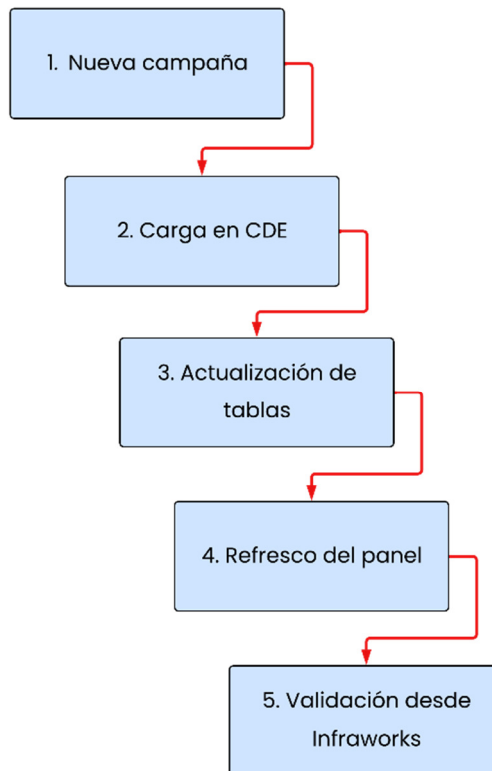 1. Nueva campaña
2. Carga en CDE
3. Actualización de
tablas
4. Refresco del panel
5. Validación desde
Infraworks